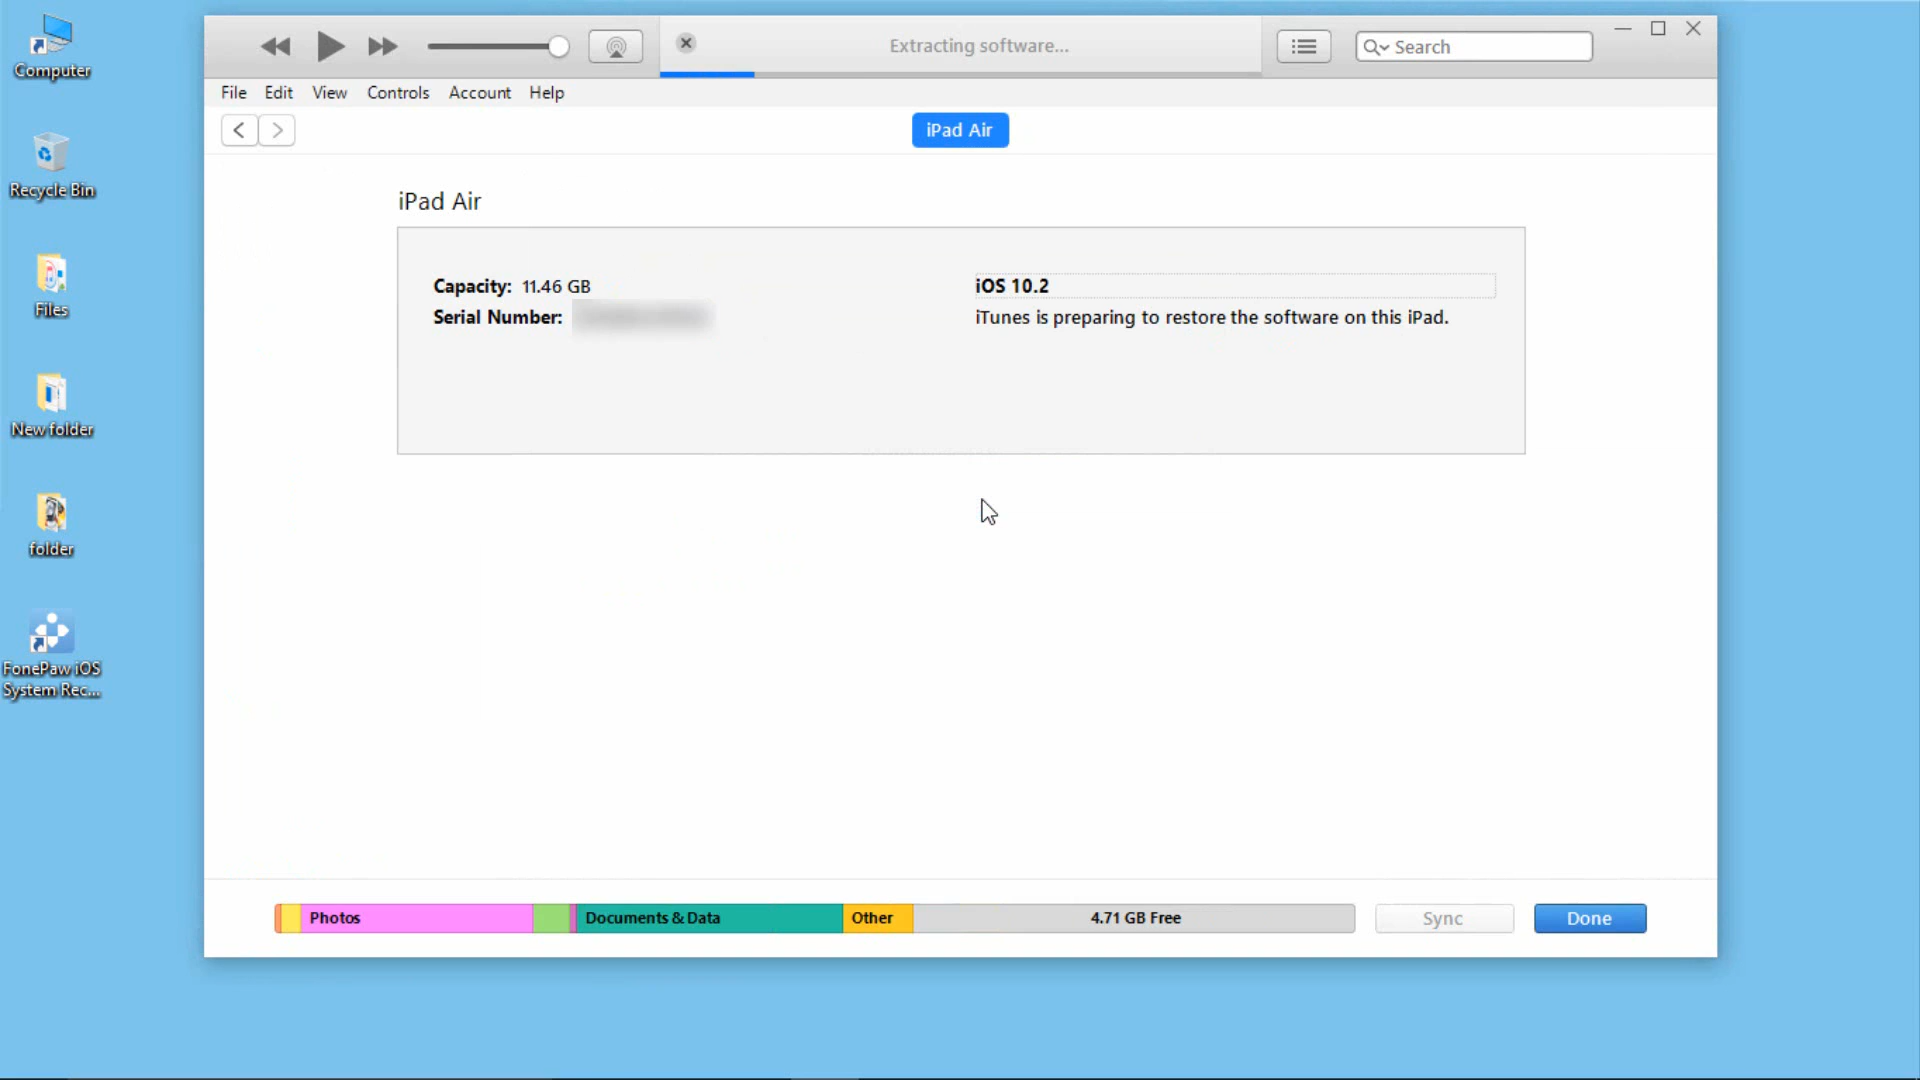 Computer
Recycle Bin
Files
New folder
folder
FonePaw iOS
System Rec...
Extracting software...
Search
File Edit View Controls Account Help
iPad Air
iPad Air
Capacity: 11.46 GB
Serial Number:
iOS 10.2
iTunes is preparing to restore the software on this iPad.
Photos Documents & Data Other 4.71 GB Free Sync Done